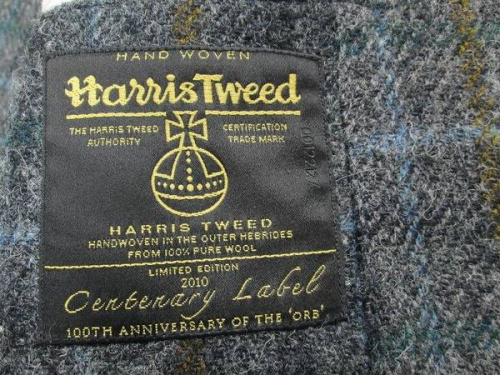 HAND WOVEN
Harris Tweed
THE HARRIS TWEED AUTHORITY
CERTIFICATION TRADE MARK
HARRIS TWEED
HANDWOVEN IN THE OUTER HEBRIDES
FROM 100% PURE WOOL
LIMITED EDITION
2010
Centenary Label
100TH ANNIVERSARY OF THE 'ORB'